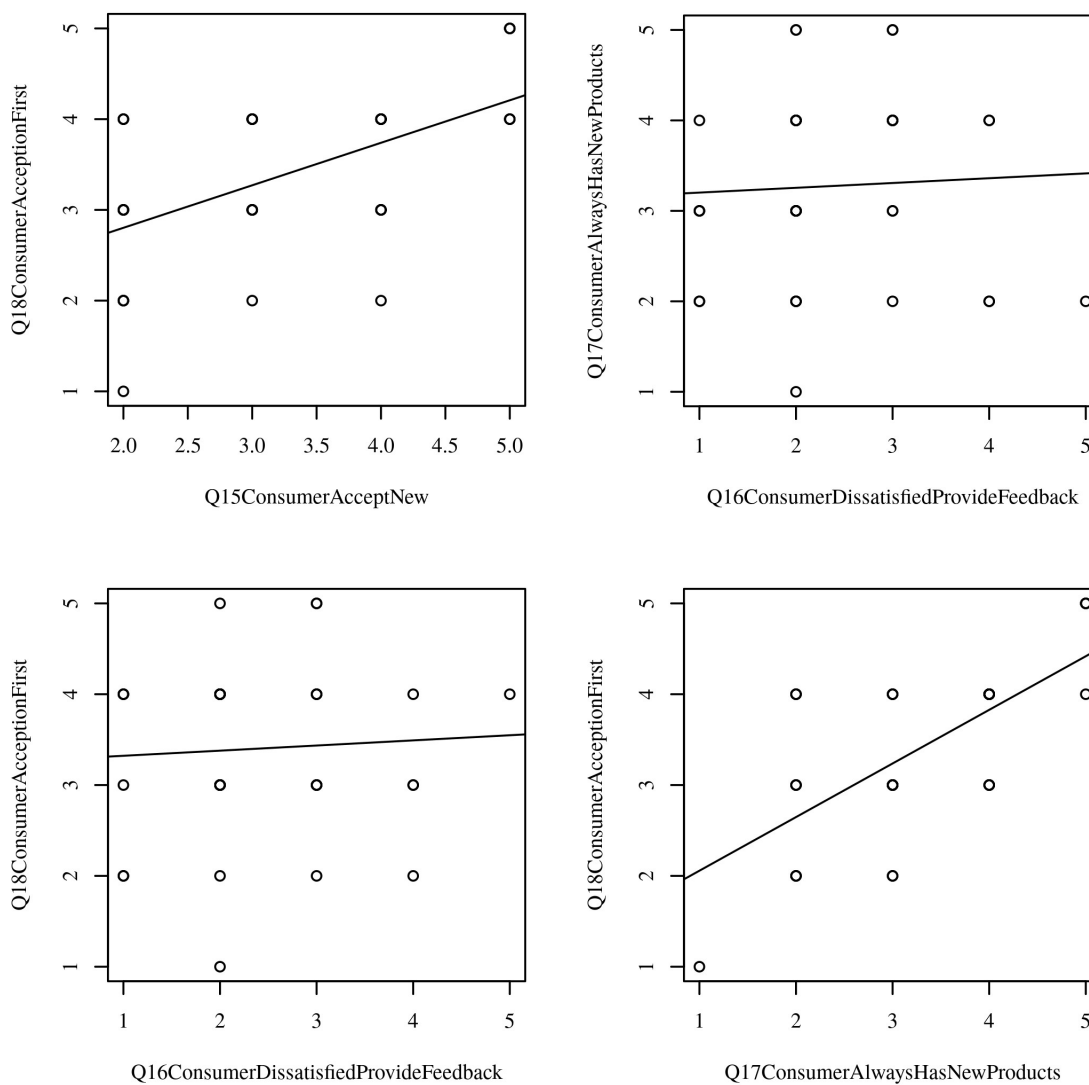 Q18ConsumerAcceptionFirst
5
4
3
2
1
2.0 2.5 3.0 3.5 4.0 4.5 5.0
Q15ConsumerAcceptNew
Q17ConsumerAlwaysHasNewProducts
5
4
3
2
1
1 2 3 4 5
Q16ConsumerDissatisfiedProvideFeedback
Q18ConsumerAcceptionFirst
5
4
3
2
1
1 2 3 4 5
Q16ConsumerDissatisfiedProvideFeedback
Q18ConsumerAcceptionFirst
5
4
3
2
1
1 2 3 4 5
Q17ConsumerAlwaysHasNewProducts